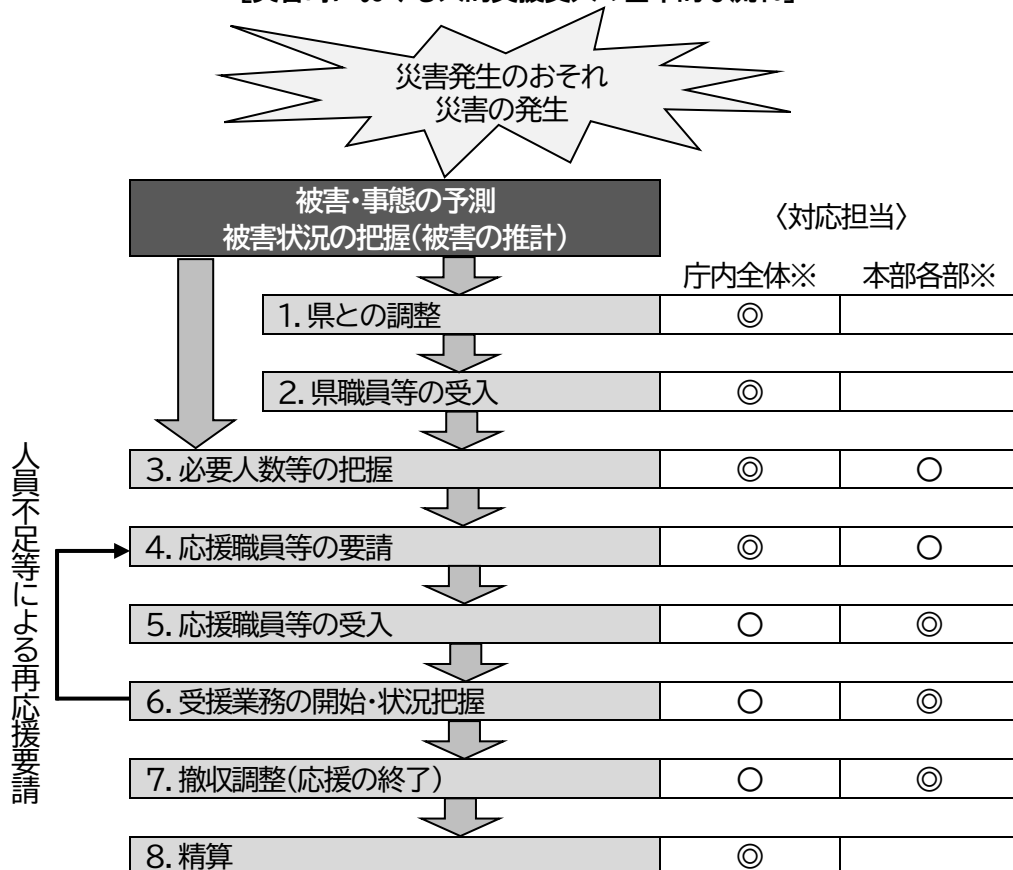 災害発生のおそれ
災害の発生
被害・事態の予測
被害状況の把握(被害の推計)
〈対応担当〉
庁内全体※ 本部各部※
1.県との調整 ◎
2.県職員等の受入 ◎
3.必要人数等の把握 ◎ ○
4.応援職員等の要請 ◎ ○
5.応援職員等の受入 ○ ◎
6.受援業務の開始・状況把握 ○ ◎
7.撤収調整(応援の終了) ○ ◎
8.精算 ◎
人員不足等による再応援要請